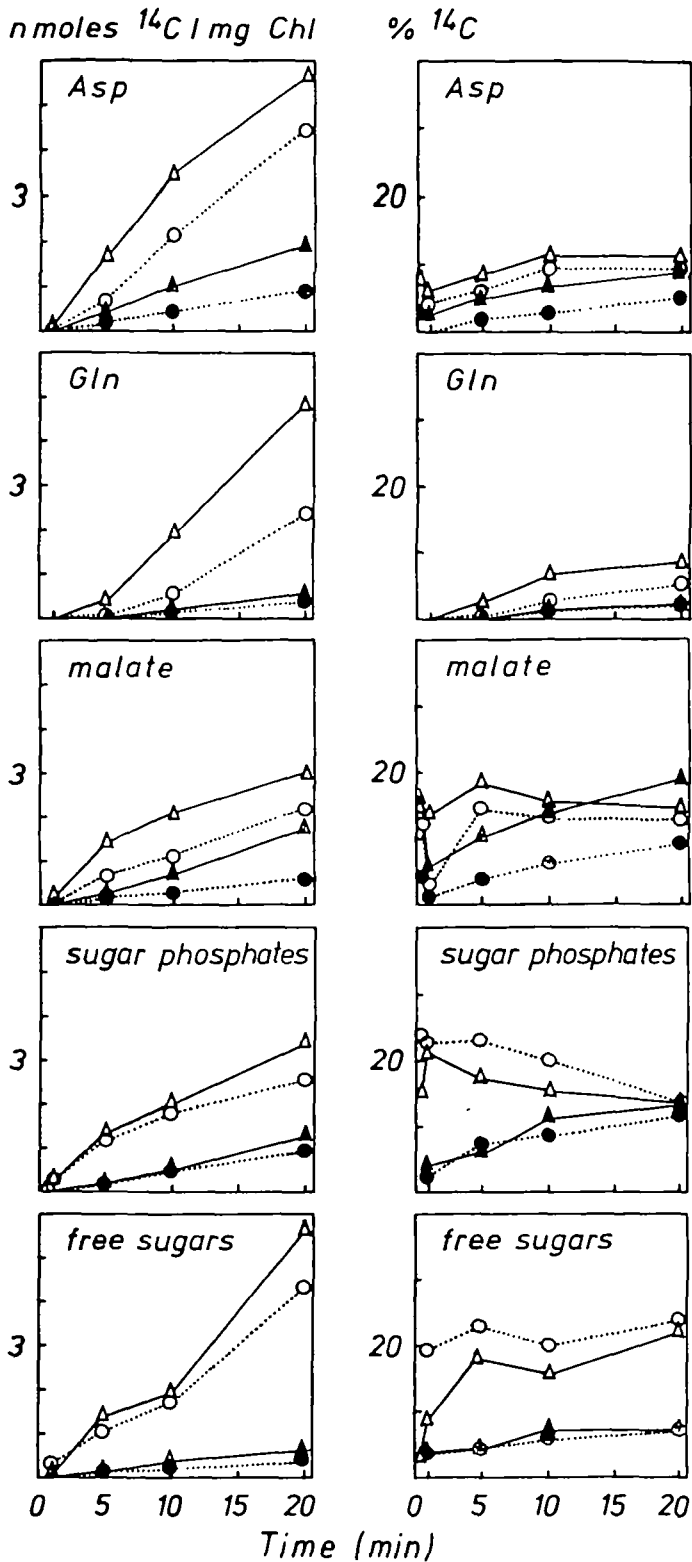 nmoles ¹⁴C / mg Chl % ¹⁴C
Asp Asp
3 20
Gln Gln
3 20
malate malate
3 20
sugar phosphates sugar phosphates
3 20
free sugars free sugars
3 20
0 5 10 15 20 0 5 10 15 20
Time (min)